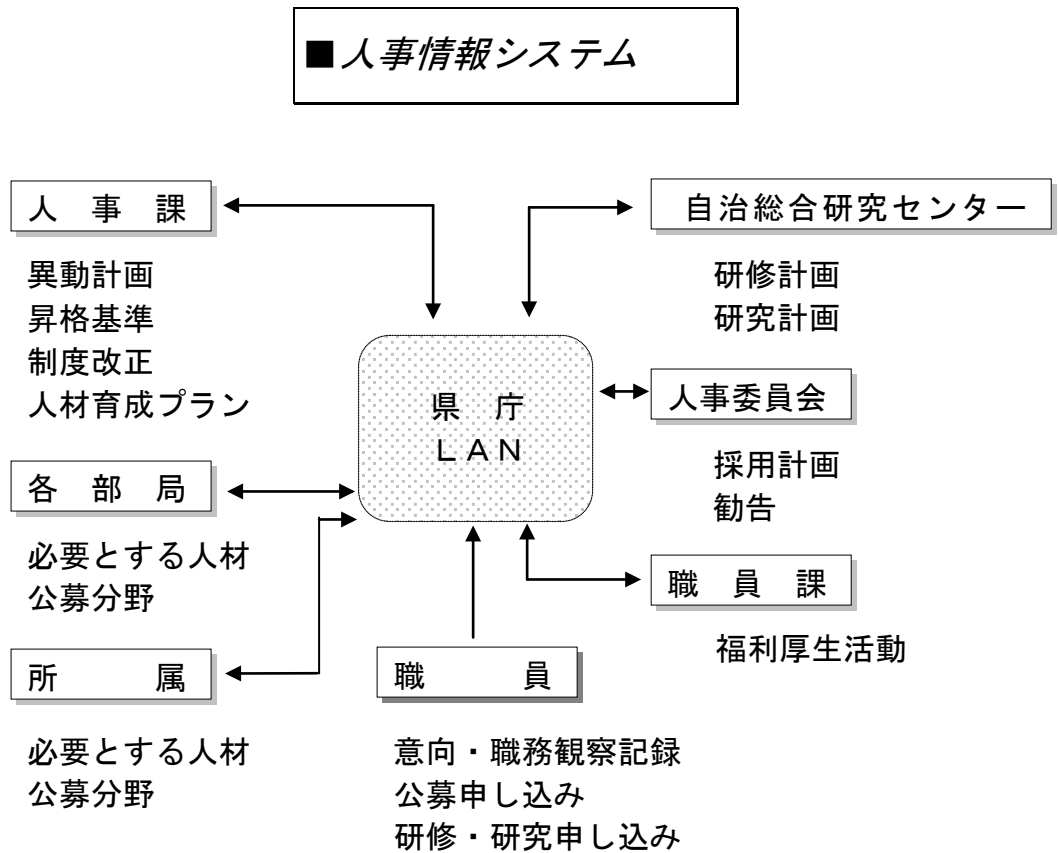 ■人事情報システム
人 事 課
異動計画
昇格基準
制度改正
人材育成プラン
各 部 局
必要とする人材
公募分野
所 属
必要とする人材
公募分野
県 庁
ＬＡＮ
職 員
意向・職務観察記録
公募申し込み
研修・研究申し込み
自治総合研究センター
研修計画
研究計画
人事委員会
採用計画
勧告
職 員 課
福利厚生活動